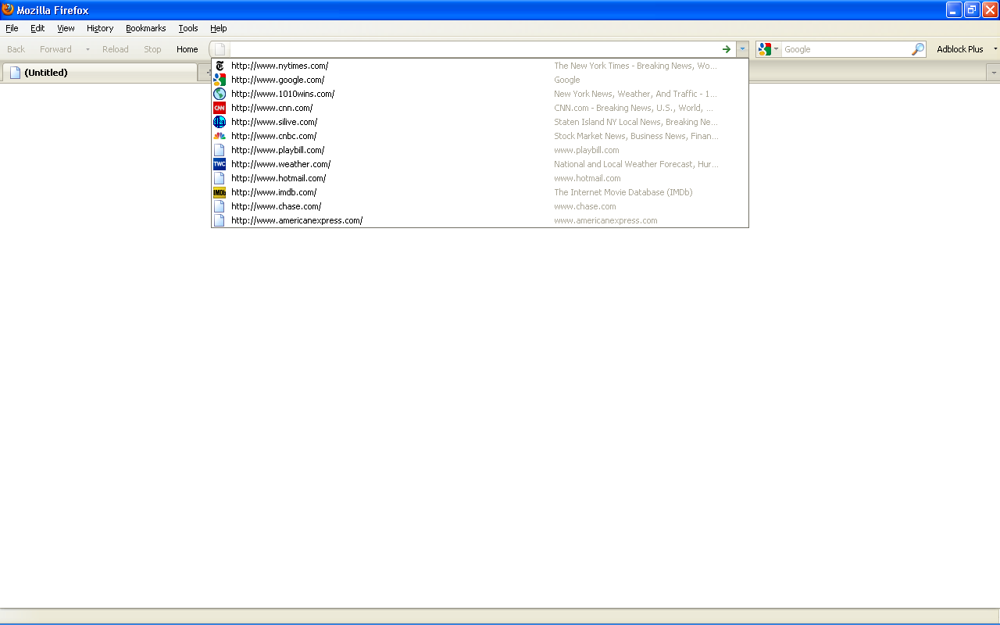 Mozilla Firefox
File Edit View History Bookmarks Tools Help
Back Forward Reload Stop Home Google Adblock Plus
(Untitled)
http://www.nytimes.com/ The New York Times - Breaking News, Wo...
http://www.google.com/ Google
http://www.1010wins.com/ New York News, Weather, And Traffic - 1...
CNN http://www.cnn.com/ CNN.com - Breaking News, U.S., World, ...
http://www.silive.com/ Staten Island NY Local News, Breaking Ne...
http://www.cnbc.com/ Stock Market News, Business News, Finan...
http://www.playbill.com/ www.playbill.com
TWC http://www.weather.com/ National and Local Weather Forecast, Hur...
http://www.hotmail.com/ www.hotmail.com
IMDb http://www.imdb.com/ The Internet Movie Database (IMDb)
http://www.chase.com/ www.chase.com
http://www.americanexpress.com/ www.americanexpress.com